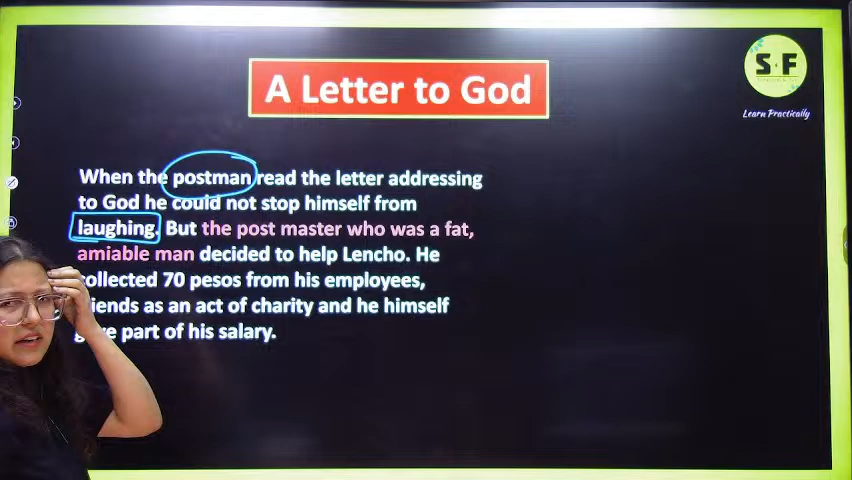 A Letter to God
S F
Learn Practically
When the postman read the letter addressing
to God he could not stop himself from
laughing. But the post master who was a fat,
amiable man decided to help Lencho. He
collected 70 pesos from his employees,
friends as an act of charity and he himself
gave part of his salary.